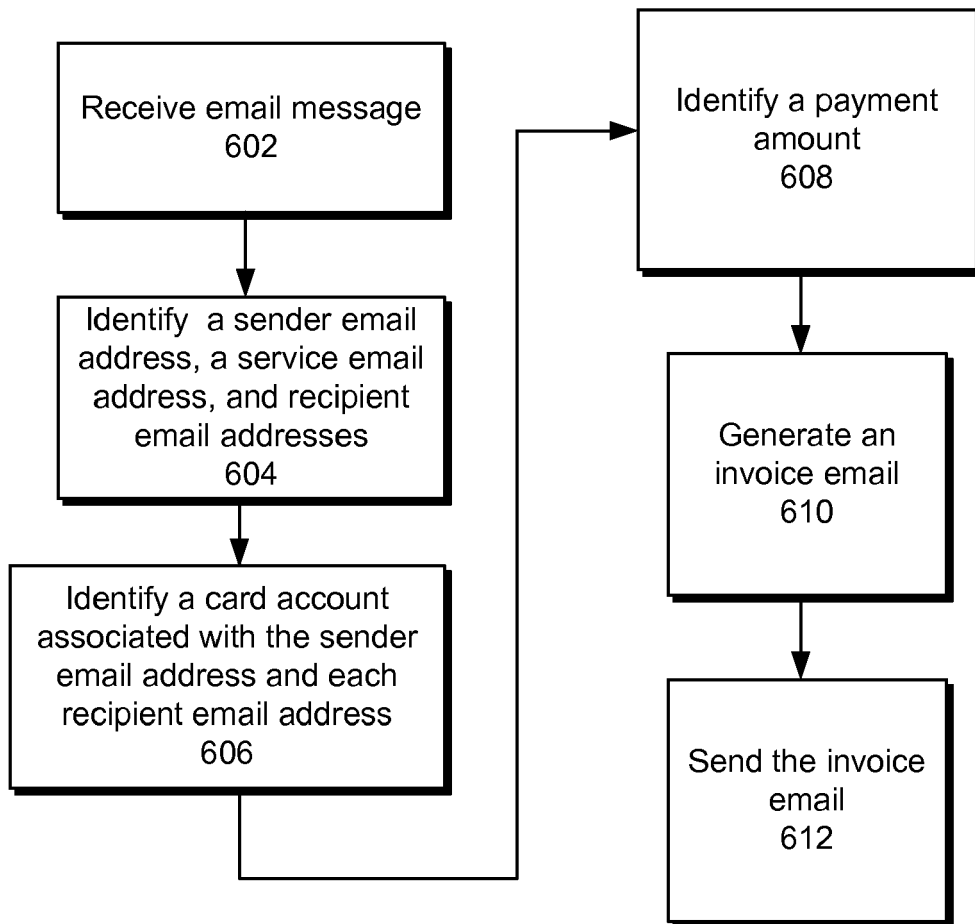 Receive email message
602
Identify a sender email
address, a service email
address, and recipient
email addresses
604
Identify a card account
associated with the sender
email address and each
recipient email address
606
Identify a payment
amount
608
Generate an
invoice email
610
Send the invoice
email
612